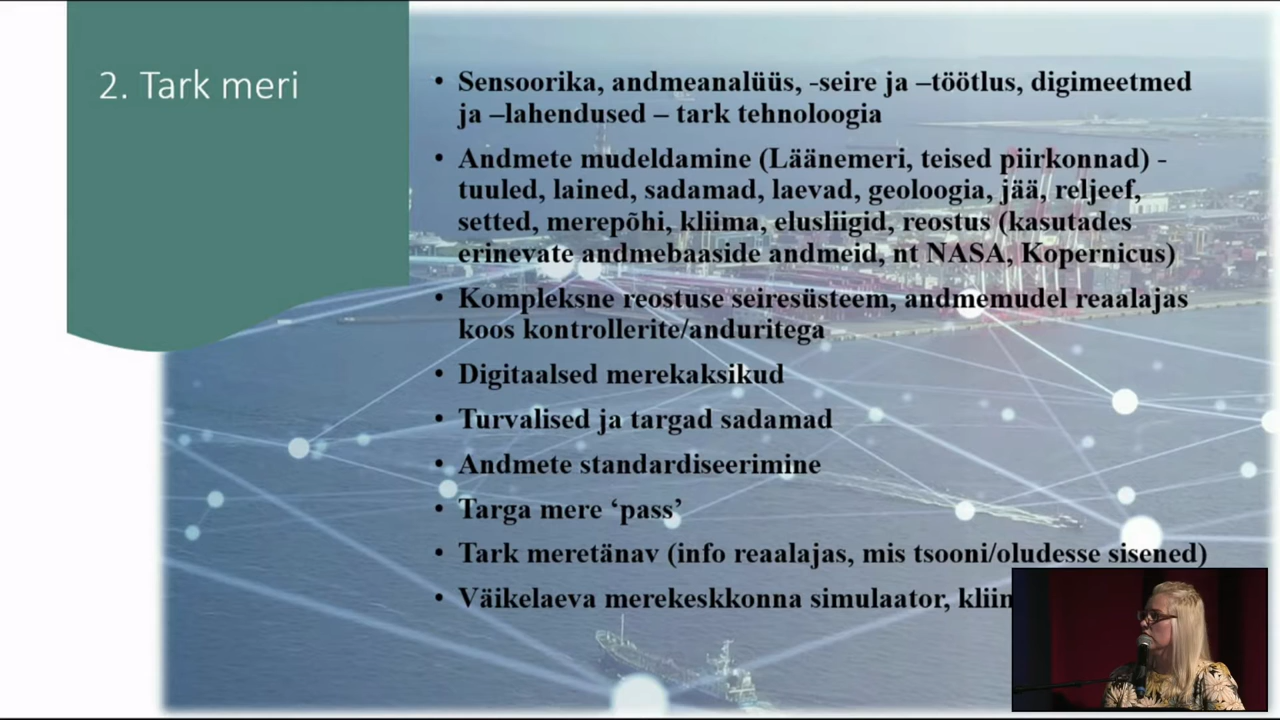 2. Tark meri
• Sensoorika, andmeanalüüs, -seire ja –töötlus, digimeetmed
ja –lahendused – tark tehnoloogia
• Andmete mudeldamine (Läänemeri, teised piirkonnad) -
tuuled, lained, sadamad, laevad, geoloogia, jää, reljeef,
setted, merepõhi, kliima, elusliigid, reostus (kasutades
erinevate andmebaaside andmeid, nt NASA, Kopernicus)
• Kompleksne reostuse seiresüsteem, andmemudel reaalajas
koos kontrollerite/anduritega
• Digitaalsed merekaksikud
• Turvalised ja targad sadamad
• Andmete standardiseerimine
• Targa mere ‘pass’
• Tark meretänav (info reaalajas, mis tsooni/oludesse sisened)
• Väikelaeva merekeskkonna simulaator,